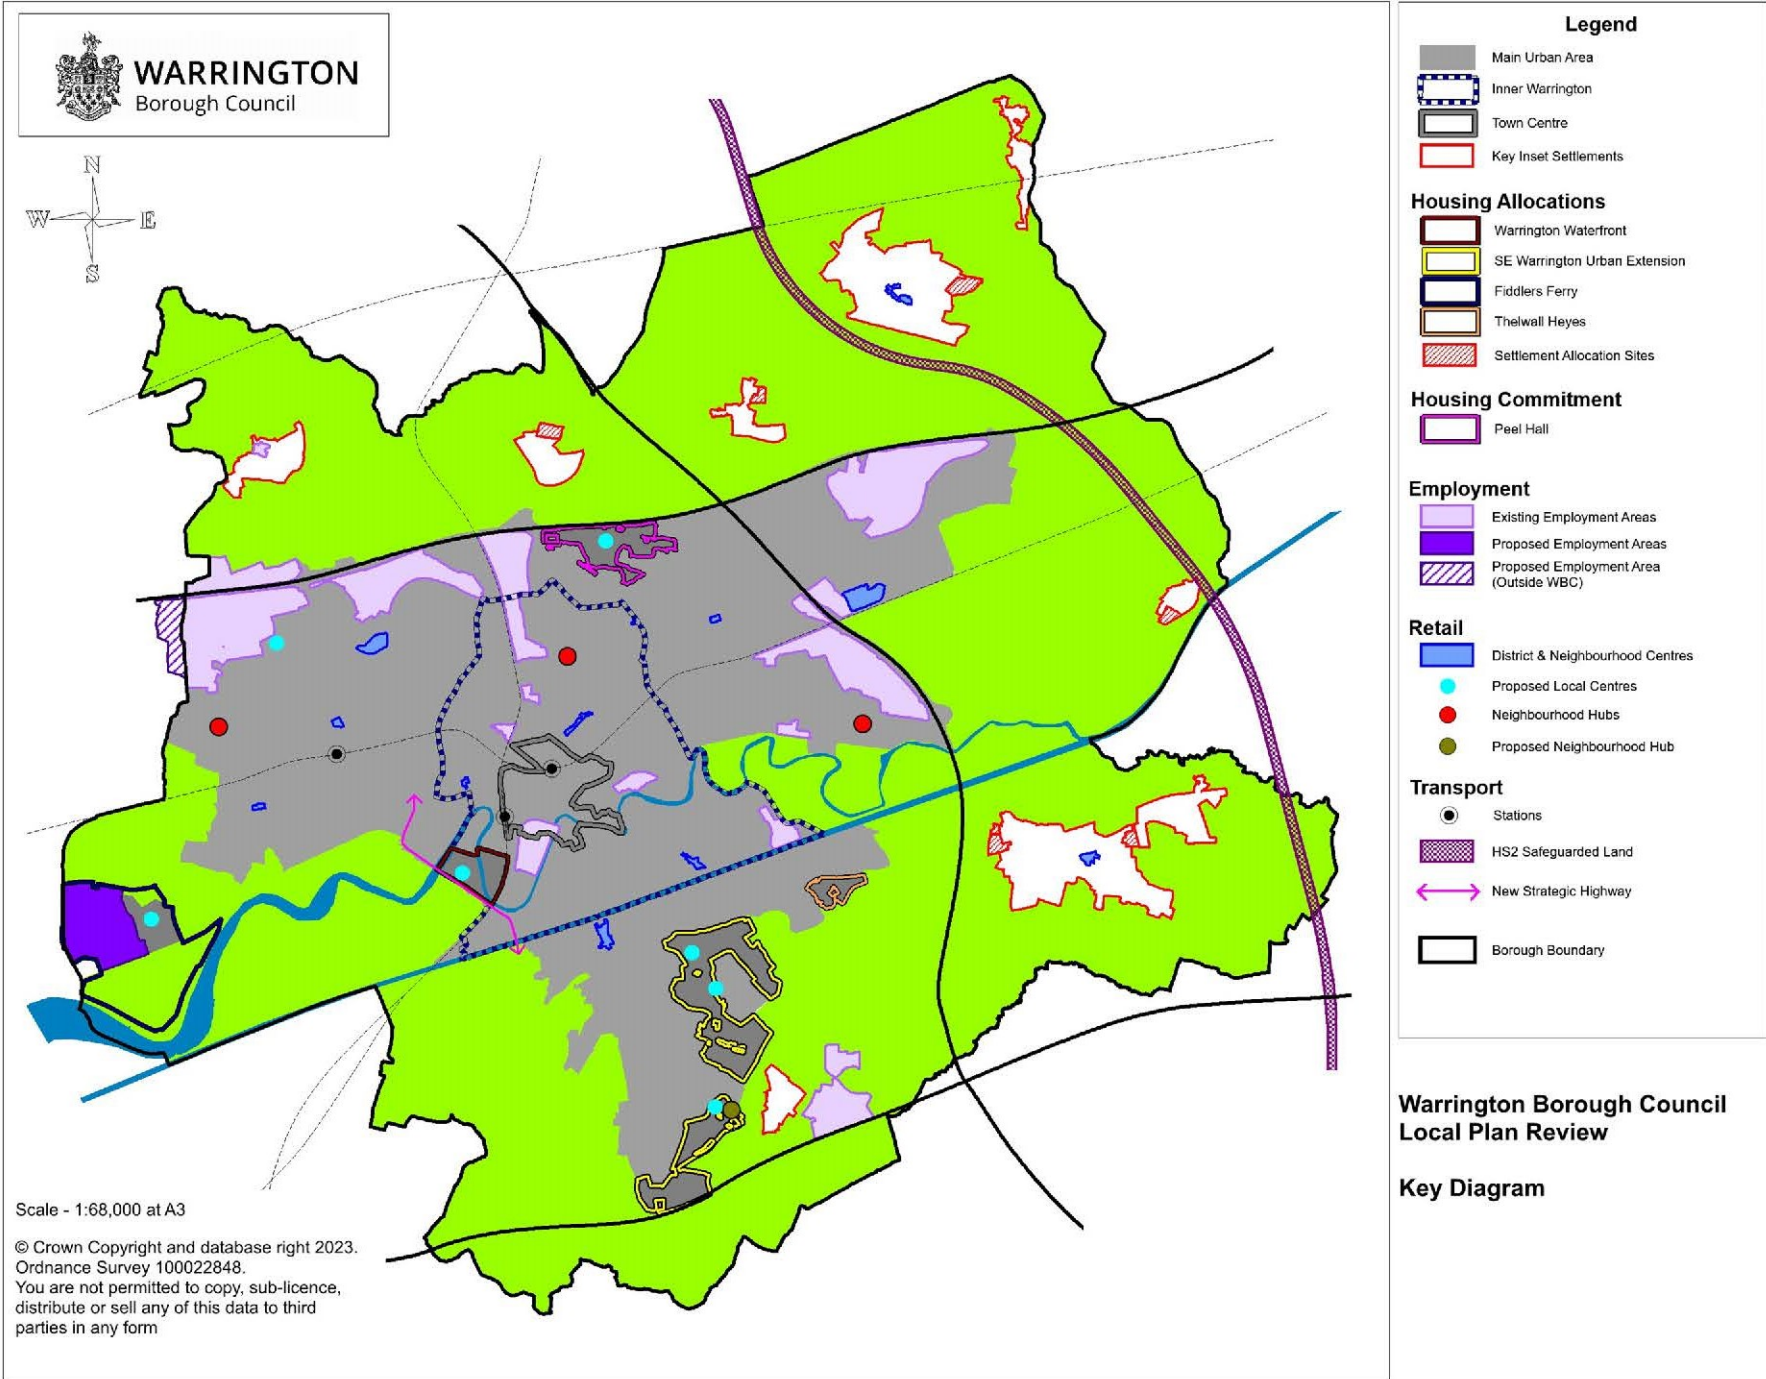 WARRINGTON
Borough Council
N
W E
S
Scale - 1:68,000 at A3
© Crown Copyright and database right 2023.
Ordnance Survey 100022848.
You are not permitted to copy, sub-licence,
distribute or sell any of this data to third
parties in any form
Legend
Main Urban Area
Inner Warrington
Town Centre
Key Inset Settlements
Housing Allocations
Warrington Waterfront
SE Warrington Urban Extension
Fiddlers Ferry
Thelwall Heyes
Settlement Allocation Sites
Housing Commitment
Peel Hall
Employment
Existing Employment Areas
Proposed Employment Areas
Proposed Employment Area
(Outside WBC)
Retail
District & Neighbourhood Centres
Proposed Local Centres
Neighbourhood Hubs
Proposed Neighbourhood Hub
Transport
Stations
HS2 Safeguarded Land
New Strategic Highway
Borough Boundary
Warrington Borough Council
Local Plan Review
Key Diagram